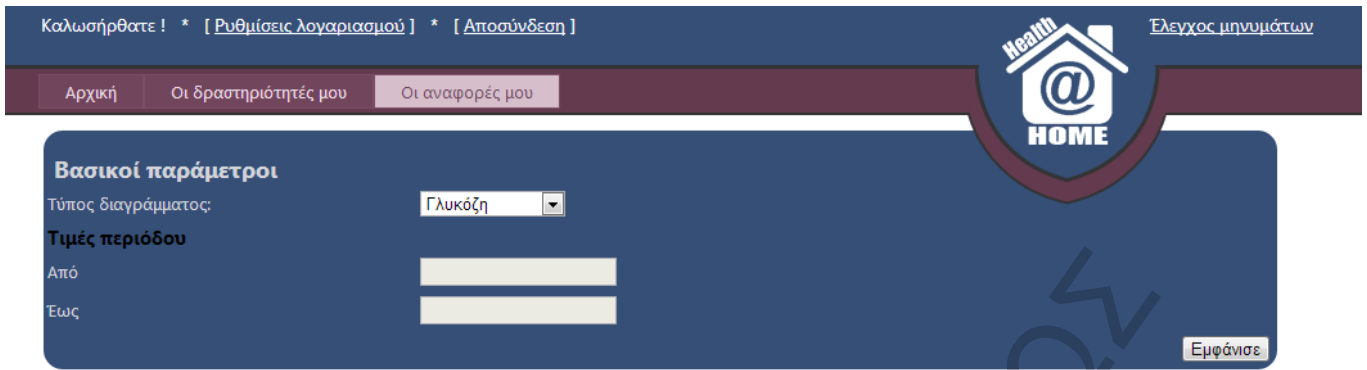 Καλωσήρθατε ! * [ Ρυθμίσεις λογαριασμού ] * [ Αποσύνδεση ]
Έλεγχος μηνυμάτων
Health
@
HOME
Αρχική Οι δραστηριότητές μου Οι αναφορές μου
Βασικοί παράμετροι
Τύπος διαγράμματος: Γλυκόζη
Τιμές περιόδου
Από
Έως
Εμφάνισε
ΩΣ